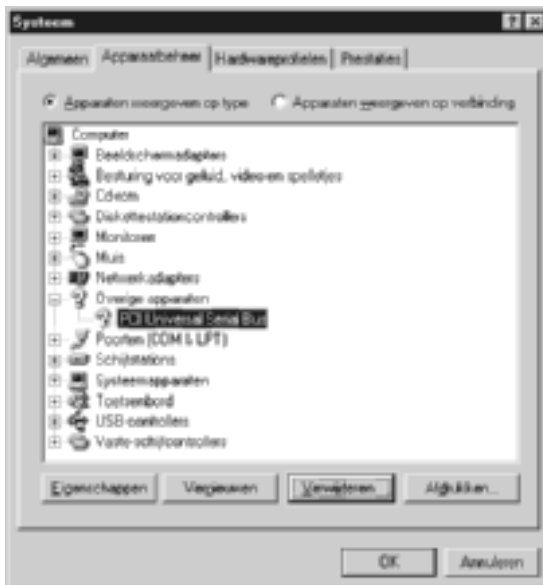 Systeem
Algemeen Apparaatbeheer Hardwareprofielen Prestaties
Apparaten weergeven op type Apparaten weergeven op verbinding
Computer
Beeldschermadapters
Besturing voor geluid, video en spelletjes
Cd-rom
Diskettestationcontrollers
Monitoren
Muis
Netwerkadapters
Overige apparaten
PCI Universal Serial Bus
Poorten (COM & LPT)
Schijfstations
Systeemapparaten
Toetsenbord
USB-controllers
Vaste-schijfcontrollers
Eigenschappen Vernieuwen Verwijderen Afdrukken...
OK Annuleren